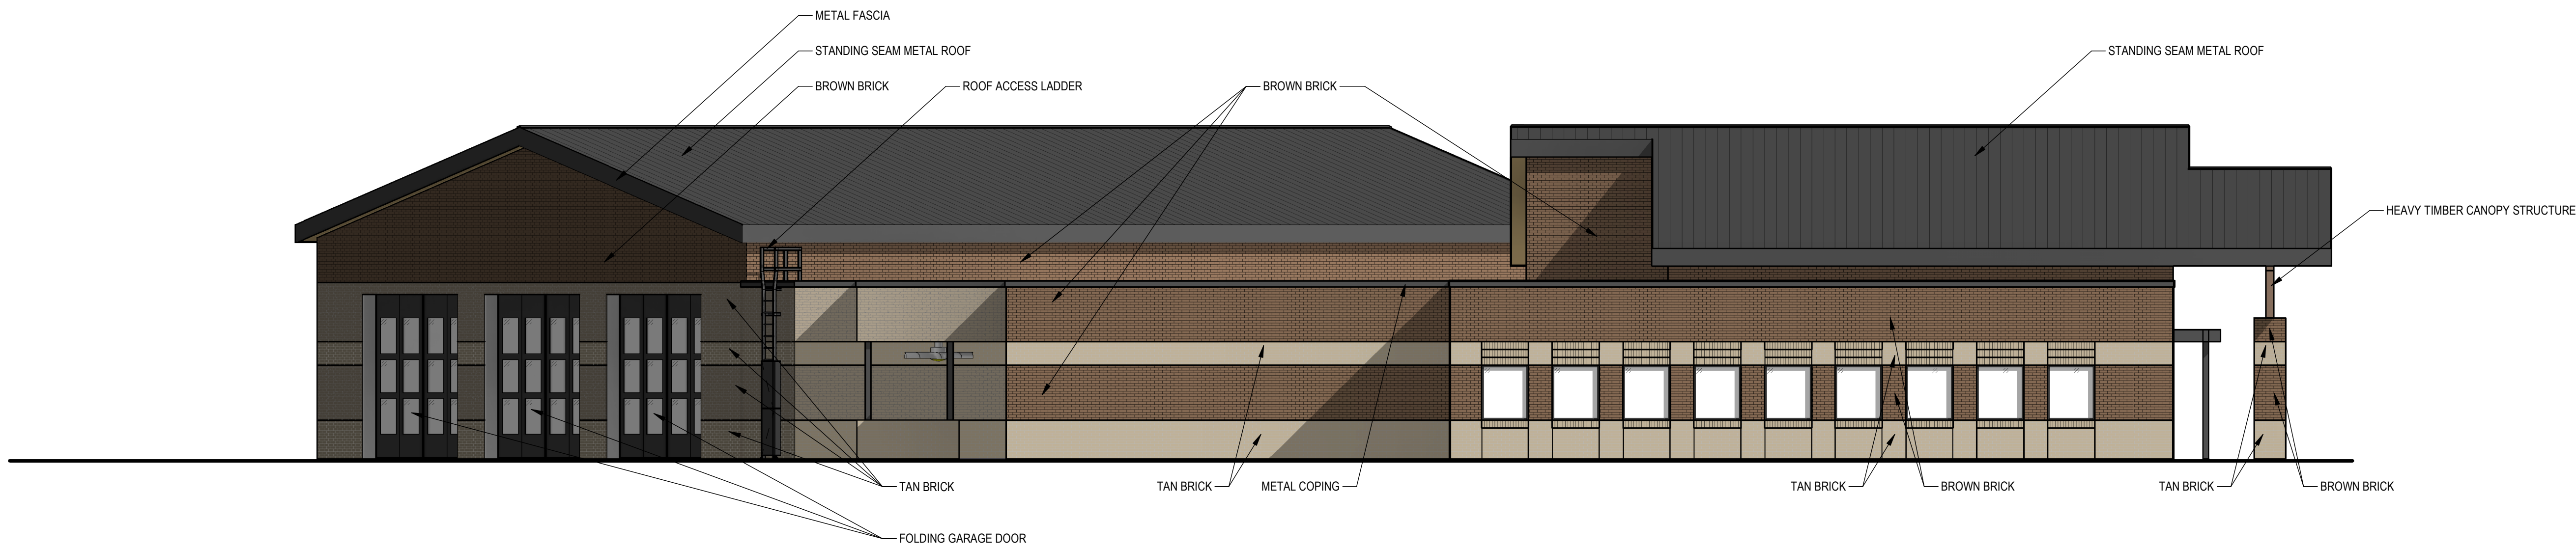 METAL FASCIA
STANDING SEAM METAL ROOF
STANDING SEAM METAL ROOF
BROWN BRICK
ROOF ACCESS LADDER
BROWN BRICK
HEAVY TIMBER CANOPY STRUCTURE
TAN BRICK
TAN BRICK
METAL COPING
TAN BRICK
BROWN BRICK
TAN BRICK
BROWN BRICK
FOLDING GARAGE DOOR